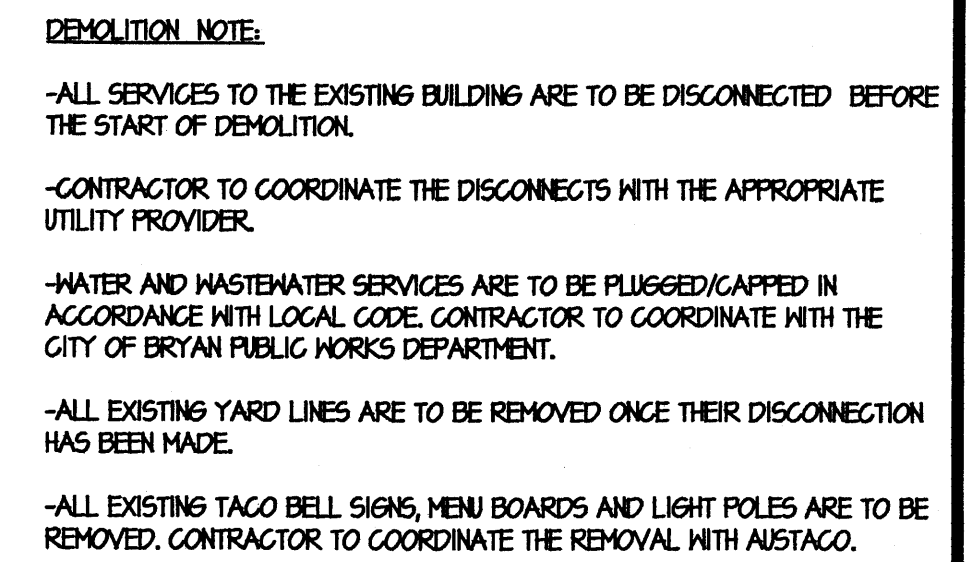 DEMOLITION NOTE:
-ALL SERVICES TO THE EXISTING BUILDING ARE TO BE DISCONNECTED BEFORE
THE START OF DEMOLITION.
-CONTRACTOR TO COORDINATE THE DISCONNECTS WITH THE APPROPRIATE
UTILITY PROVIDER.
-WATER AND WASTEWATER SERVICES ARE TO BE PLUGGED/CAPPED IN
ACCORDANCE WITH LOCAL CODE. CONTRACTOR TO COORDINATE WITH THE
CITY OF BRYAN PUBLIC WORKS DEPARTMENT.
-ALL EXISTING YARD LINES ARE TO BE REMOVED ONCE THEIR DISCONNECTION
HAS BEEN MADE.
-ALL EXISTING TACO BELL SIGNS, MENU BOARDS AND LIGHT POLES ARE TO BE
REMOVED. CONTRACTOR TO COORDINATE THE REMOVAL WITH AUSTACO.